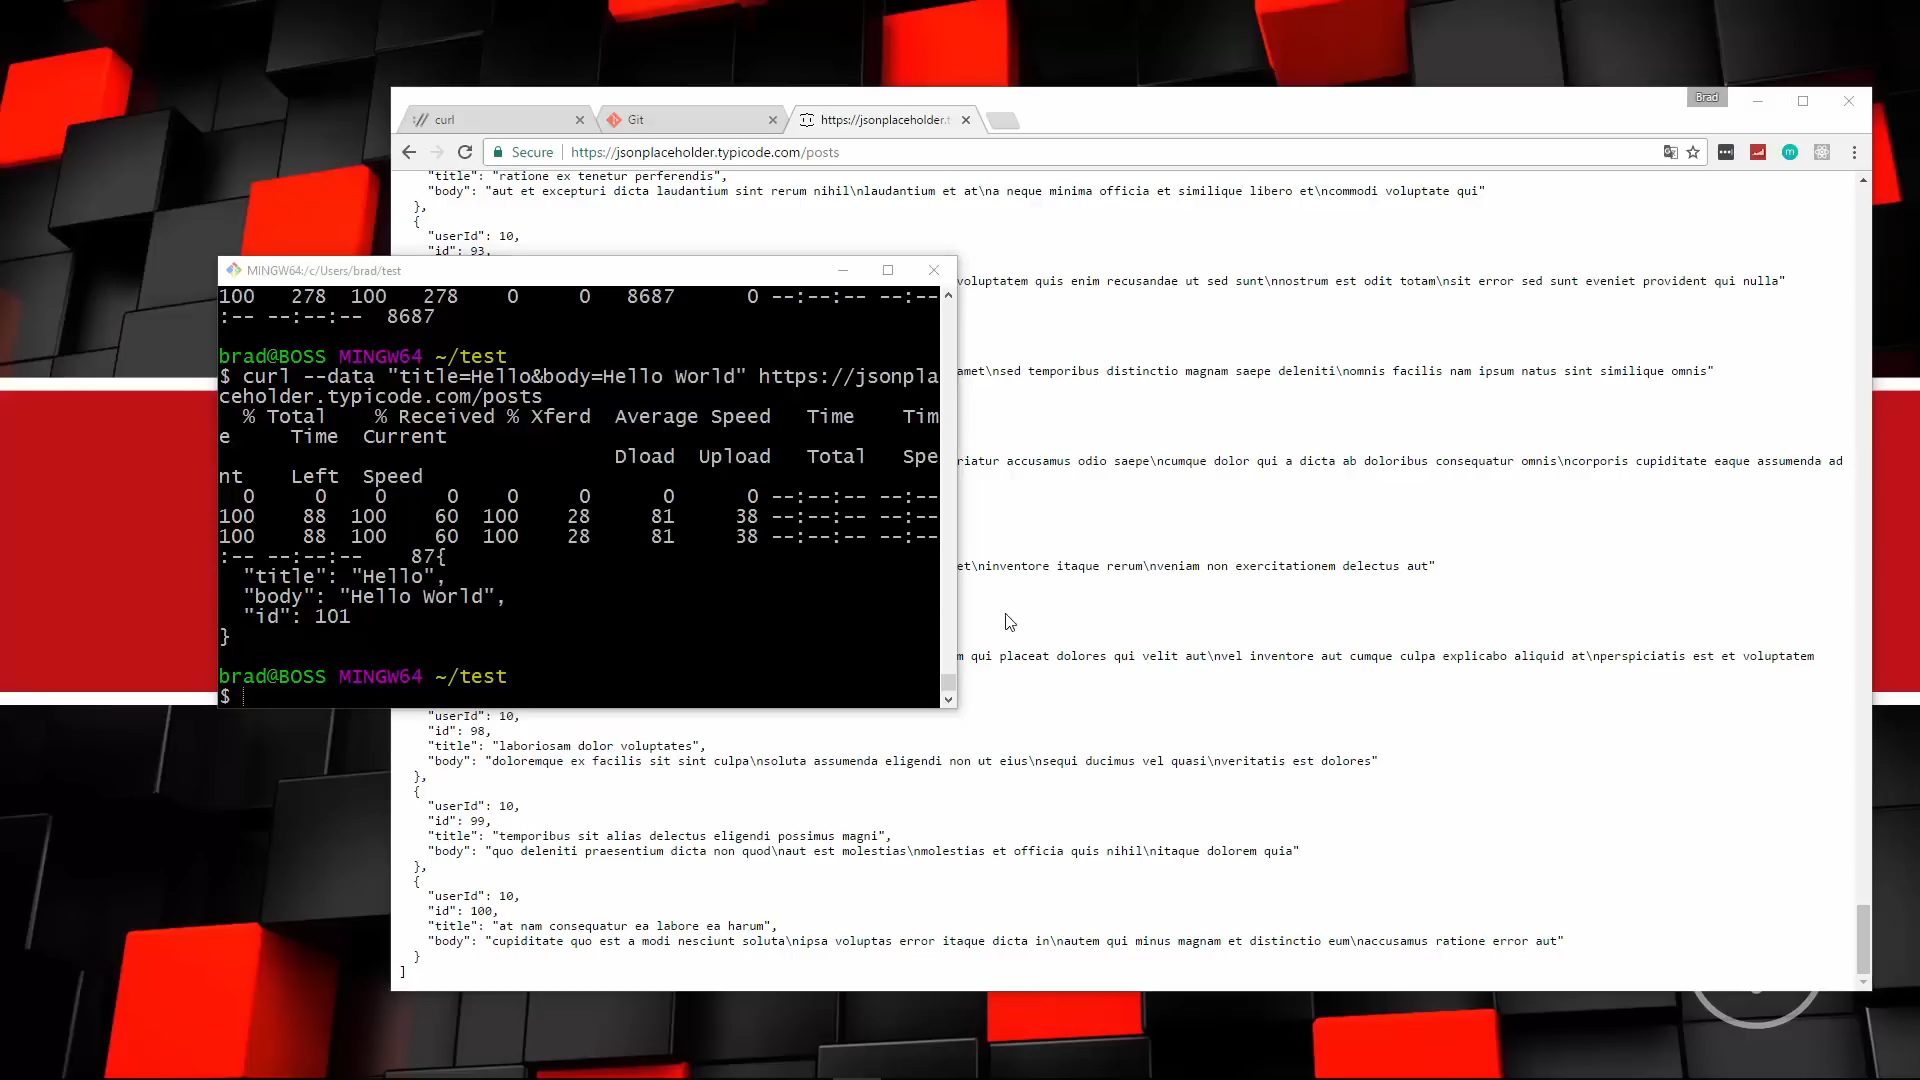 Brad
curl
Git
https://jsonplaceholder.t
Secure
https://jsonplaceholder.typicode.com/posts
"title": "ratione ex tenetur perferendis",
"body": "aut et excepturi dicta laudantium sint rerum nihil\nlaudantium et at\na neque minima officia et similique libero et\ncommodi voluptate qui"
},
{
"userId": 10,
"id": 93,
voluptatem quis enim recusandae ut sed sunt\nnostrum est odit totam\nsit error sed sunt eveniet provident qui nulla"
amet\nsed temporibus distinctio magnam saepe deleniti\nomnis facilis nam ipsum natus sint similique omnis"
riatur accusamus odio saepe\ncumque dolor qui a dicta ab doloribus consequatur omnis\ncorporis cupiditate eaque assumenda ad
et\ninventore itaque rerum\nveniam non exercitationem delectus aut"
m qui placeat dolores qui velit aut\nvel inventore aut cumque culpa explicabo aliquid at\nperspiciatis est et voluptatem
"userId": 10,
"id": 98,
"title": "laboriosam dolor voluptates",
"body": "doloremque ex facilis sit sint culpa\nsoluta assumenda eligendi non ut eius\nsequi ducimus vel quasi\nveritatis est dolores"
},
{
"userId": 10,
"id": 99,
"title": "temporibus sit alias delectus eligendi possimus magni",
"body": "quo deleniti praesentium dicta non quod\naut est molestias\nmolestias et officia quis nihil\nitaque dolorem quia"
},
{
"userId": 10,
"id": 100,
"title": "at nam consequatur ea labore ea harum",
"body": "cupiditate quo est a modi nesciunt soluta\nipsa voluptas error itaque dicta in\nautem qui minus magnam et distinctio eum\naccusamus ratione error aut"
}
]
MINGW64:/c/Users/brad/test
100 278 100 278 0 0 8687 0 --:--:-- --:--
:-- --:--:-- 8687
brad@BOSS MINGW64 ~/test
$ curl --data "title=Hello&body=Hello World" https://jsonpla
ceholder.typicode.com/posts
% Total % Received % Xferd Average Speed Time Tim
e Time Current
Dload Upload Total Spe
nt Left Speed
0 0 0 0 0 0 0 0 --:--:-- --:--
100 88 100 60 100 28 81 38 --:--:-- --:--
100 88 100 60 100 28 81 38 --:--:-- --:--
:-- --:--:-- 87{
"title": "Hello",
"body": "Hello World",
"id": 101
}
brad@BOSS MINGW64 ~/test
$